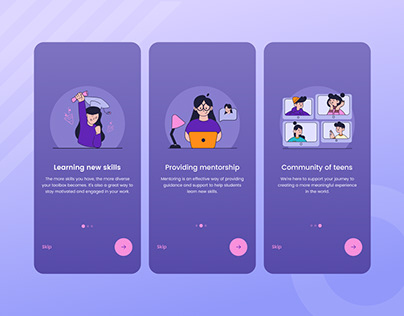 Learning new skills
The more skills you have, the more diverse
your toolbox becomes. It's also a great way to
stay motivated and engaged in your work.
Skip
Providing mentorship
Mentoring is an effective way of providing
guidance and support to help students
learn new skills.
Skip
Community of teens
We're here to support your journey to
creating a more meaningful experience
in the world.
Skip